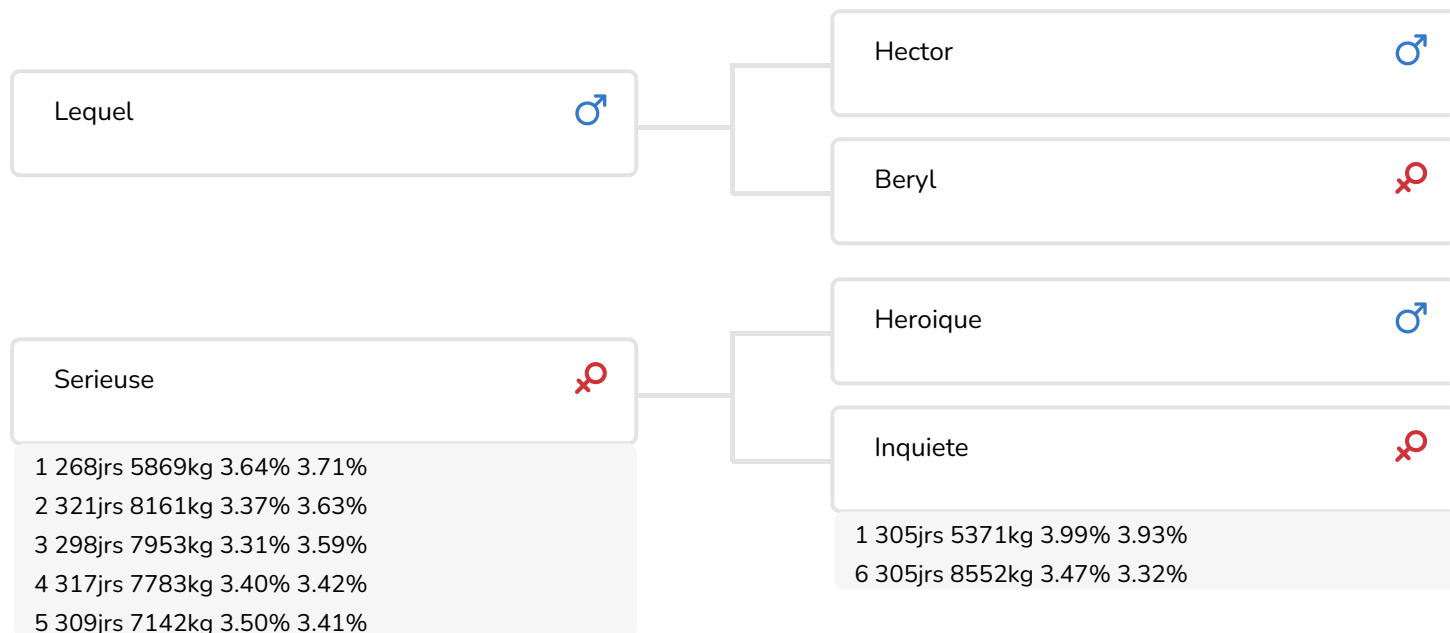 Lequel
Hector
Beryl
Serieuse
1 268jrs 5869kg 3.64% 3.71%
2 321jrs 8161kg 3.37% 3.63%
3 298jrs 7953kg 3.31% 3.59%
4 317jrs 7783kg 3.40% 3.42%
5 309jrs 7142kg 3.50% 3.41%
Heroique
Inquiete
1 305jrs 5371kg 3.99% 3.93%
6 305jrs 8552kg 3.47% 3.32%